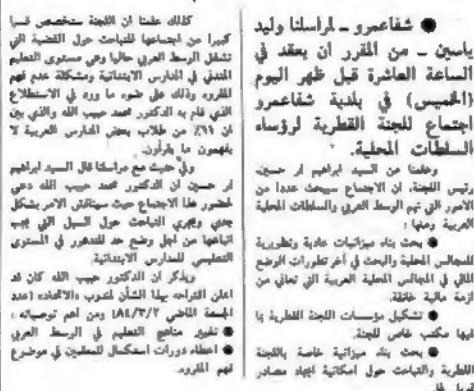 ● شفاعمرو ـ لمراسلنا وليد
ياسين ـ من المقرر ان يعقد في
الساعة العاشرة قبل ظهر اليوم
(الخميس) في بلدية شفاعمرو
اجتماع للجنة القطرية لرؤساء
السلطات المحلية.
وعلمنا من السيد ابراهيم نمر حسين،
رئيس اللجنة، ان الاجتماع سيبحث عددا من
الأمور التي تهم الوسط العربي والسلطات المحلية
العربية ومنها:
● بحث بناء ميزانيات عادية وتطويرية
للمجالس المحلية والبحث في آخر تطورات الوضع
المالي في المجالس المحلية العربية التي تعاني من
ازمة مالية خانقة.
● تشكيل مؤسسات اللجنة القطرية بما
فيها مكتب خاص للجنة.
● بحث بناء ميزانية خاصة باللجنة
القطرية والتباحث حول امكانية ايجاد مصادر
تمويل لها.
كذلك علمنا ان اللجنة ستخصص قسما
كبيرا من اجتماعها للتباحث حول القضية التي
تشغل الوسط العربي حاليا وهي مستوى التعليم
المتدني في المدارس الابتدائية ومشكلة عدم فهم
المقروء وذلك على ضوء ما ورد في الاستطلاع
الذي قام به الدكتور محمد حبيب الله والذي بين
ان ٩١٪ من طلاب بعض المدارس العربية لا
يفهمون ما يقرأون.
وفي حديث مع مراسلنا قال السيد ابراهيم
نمر حسين ان الدكتور محمد حبيب الله دعي
لحضور هذا الاجتماع حيث سيناقش الامر بشكل
جدي ويجري التباحث حول السبل التي يجب
اتباعها من اجل وضع حد للتدهور في المستوى
التعليمي للمدارس الابتدائية.
ويذكر ان الدكتور حبيب الله كان قد
اعلن اقتراحه بهذا الشأن لمندوب «الاتحاد» (عدد
الجمعة الماضي ٨٤/٣/٢) ومن اهم توصياته:
● تغيير مناهج التعليم في الوسط العربي
● اعطاء دورات استكمال للمعلمين في موضوع
فهم المقروء.